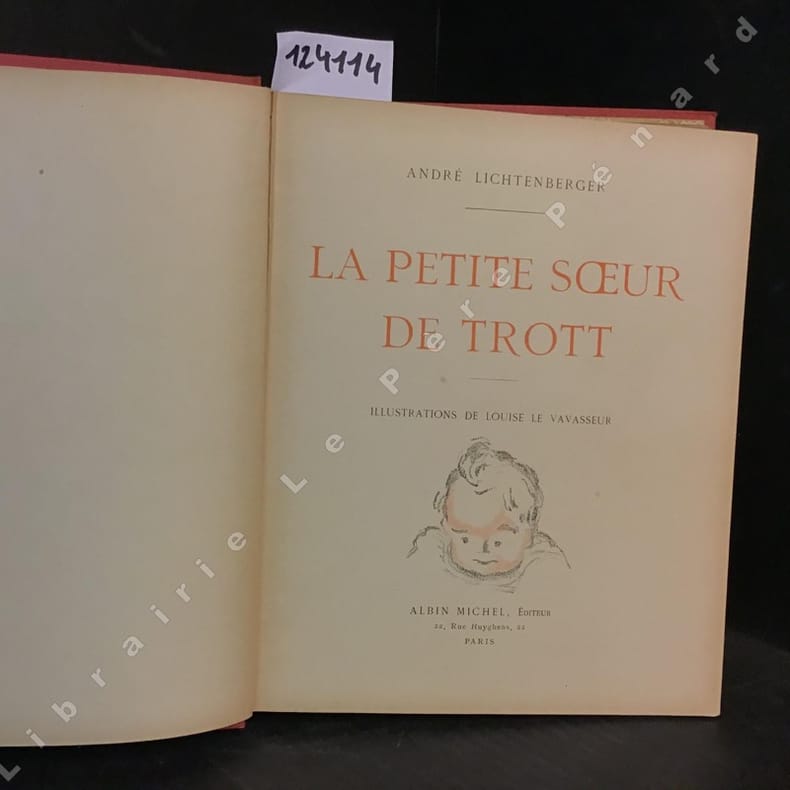 124114
ANDRÉ LICHTENBERGER
LA PETITE SŒUR
DE TROTT
ILLUSTRATIONS DE LOUISE LE VAVASSEUR
ALBIN MICHEL, ÉDITEUR
22, Rue Huyghens, 22
PARIS
Librairie Le Père Pénard